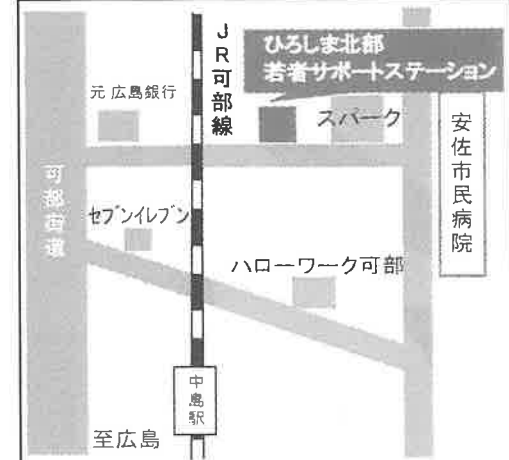 ひろしま北部
若者サポートステーション
JR可部線
元 広島銀行
スパーク
安佐市民病院
可部街道
セブンイレブン
ハローワーク可部
中島駅
至広島